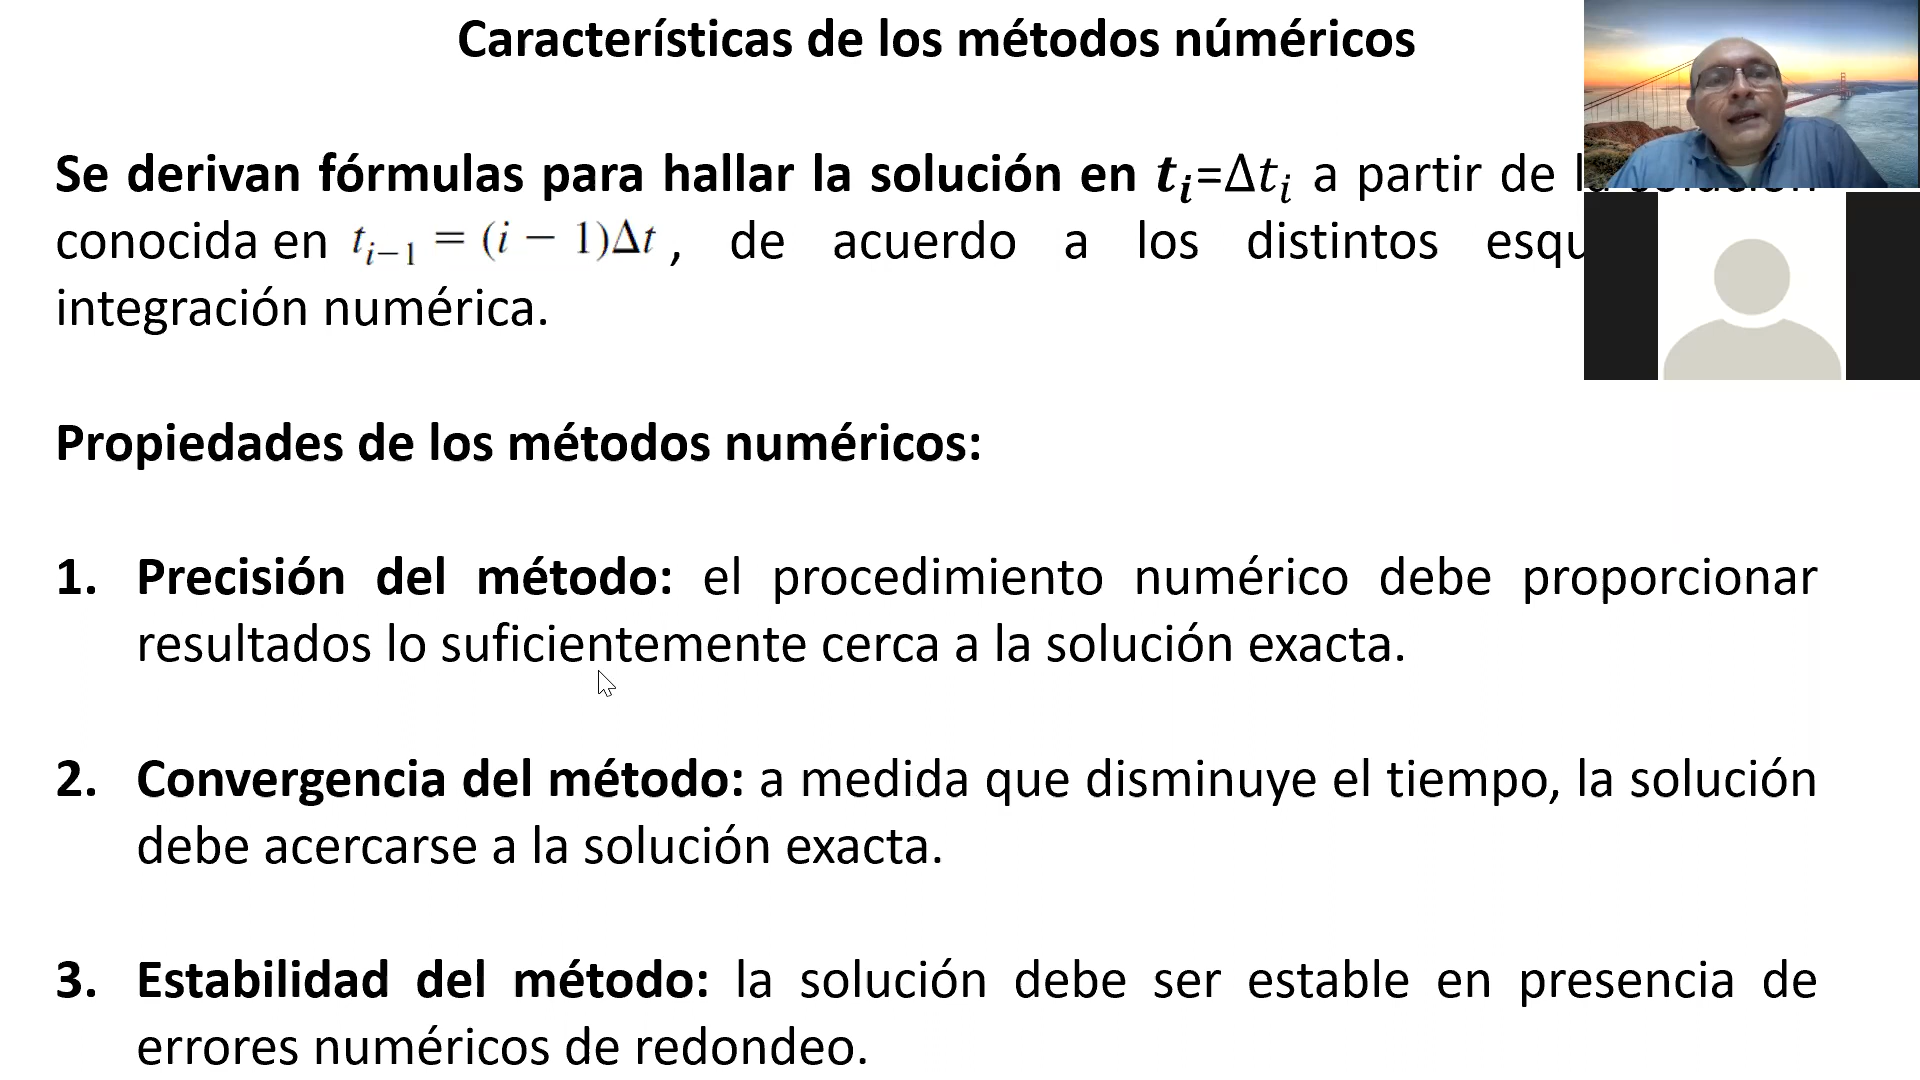 Características de los métodos núméricos
Se derivan fórmulas para hallar la solución en tᵢ=Δtᵢ a partir de
conocida en tᵢ₋₁ = (i − 1)Δt, de acuerdo a los distintos
integración numérica.
Propiedades de los métodos numéricos:
1. Precisión del método: el procedimiento numérico debe proporcionar
resultados lo suficientemente cerca a la solución exacta.
2. Convergencia del método: a medida que disminuye el tiempo, la solución
debe acercarse a la solución exacta.
3. Estabilidad del método: la solución debe ser estable en presencia de
errores numéricos de redondeo.